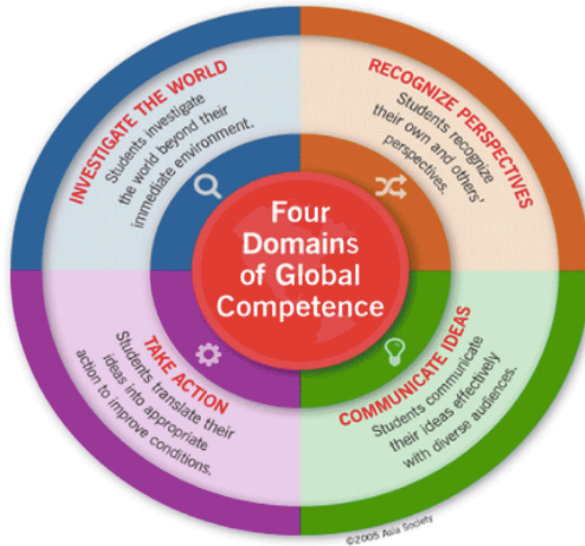 INVESTIGATE THE WORLD
Students investigate
the world beyond their
immediate environment.
RECOGNIZE PERSPECTIVES
Students recognize
their own and others'
perspectives.
Four
Domains
of Global
Competence
TAKE ACTION
Students translate their
ideas into appropriate
action to improve conditions.
COMMUNICATE IDEAS
Students communicate
their ideas effectively
with diverse audiences.
©2005 Asia Society